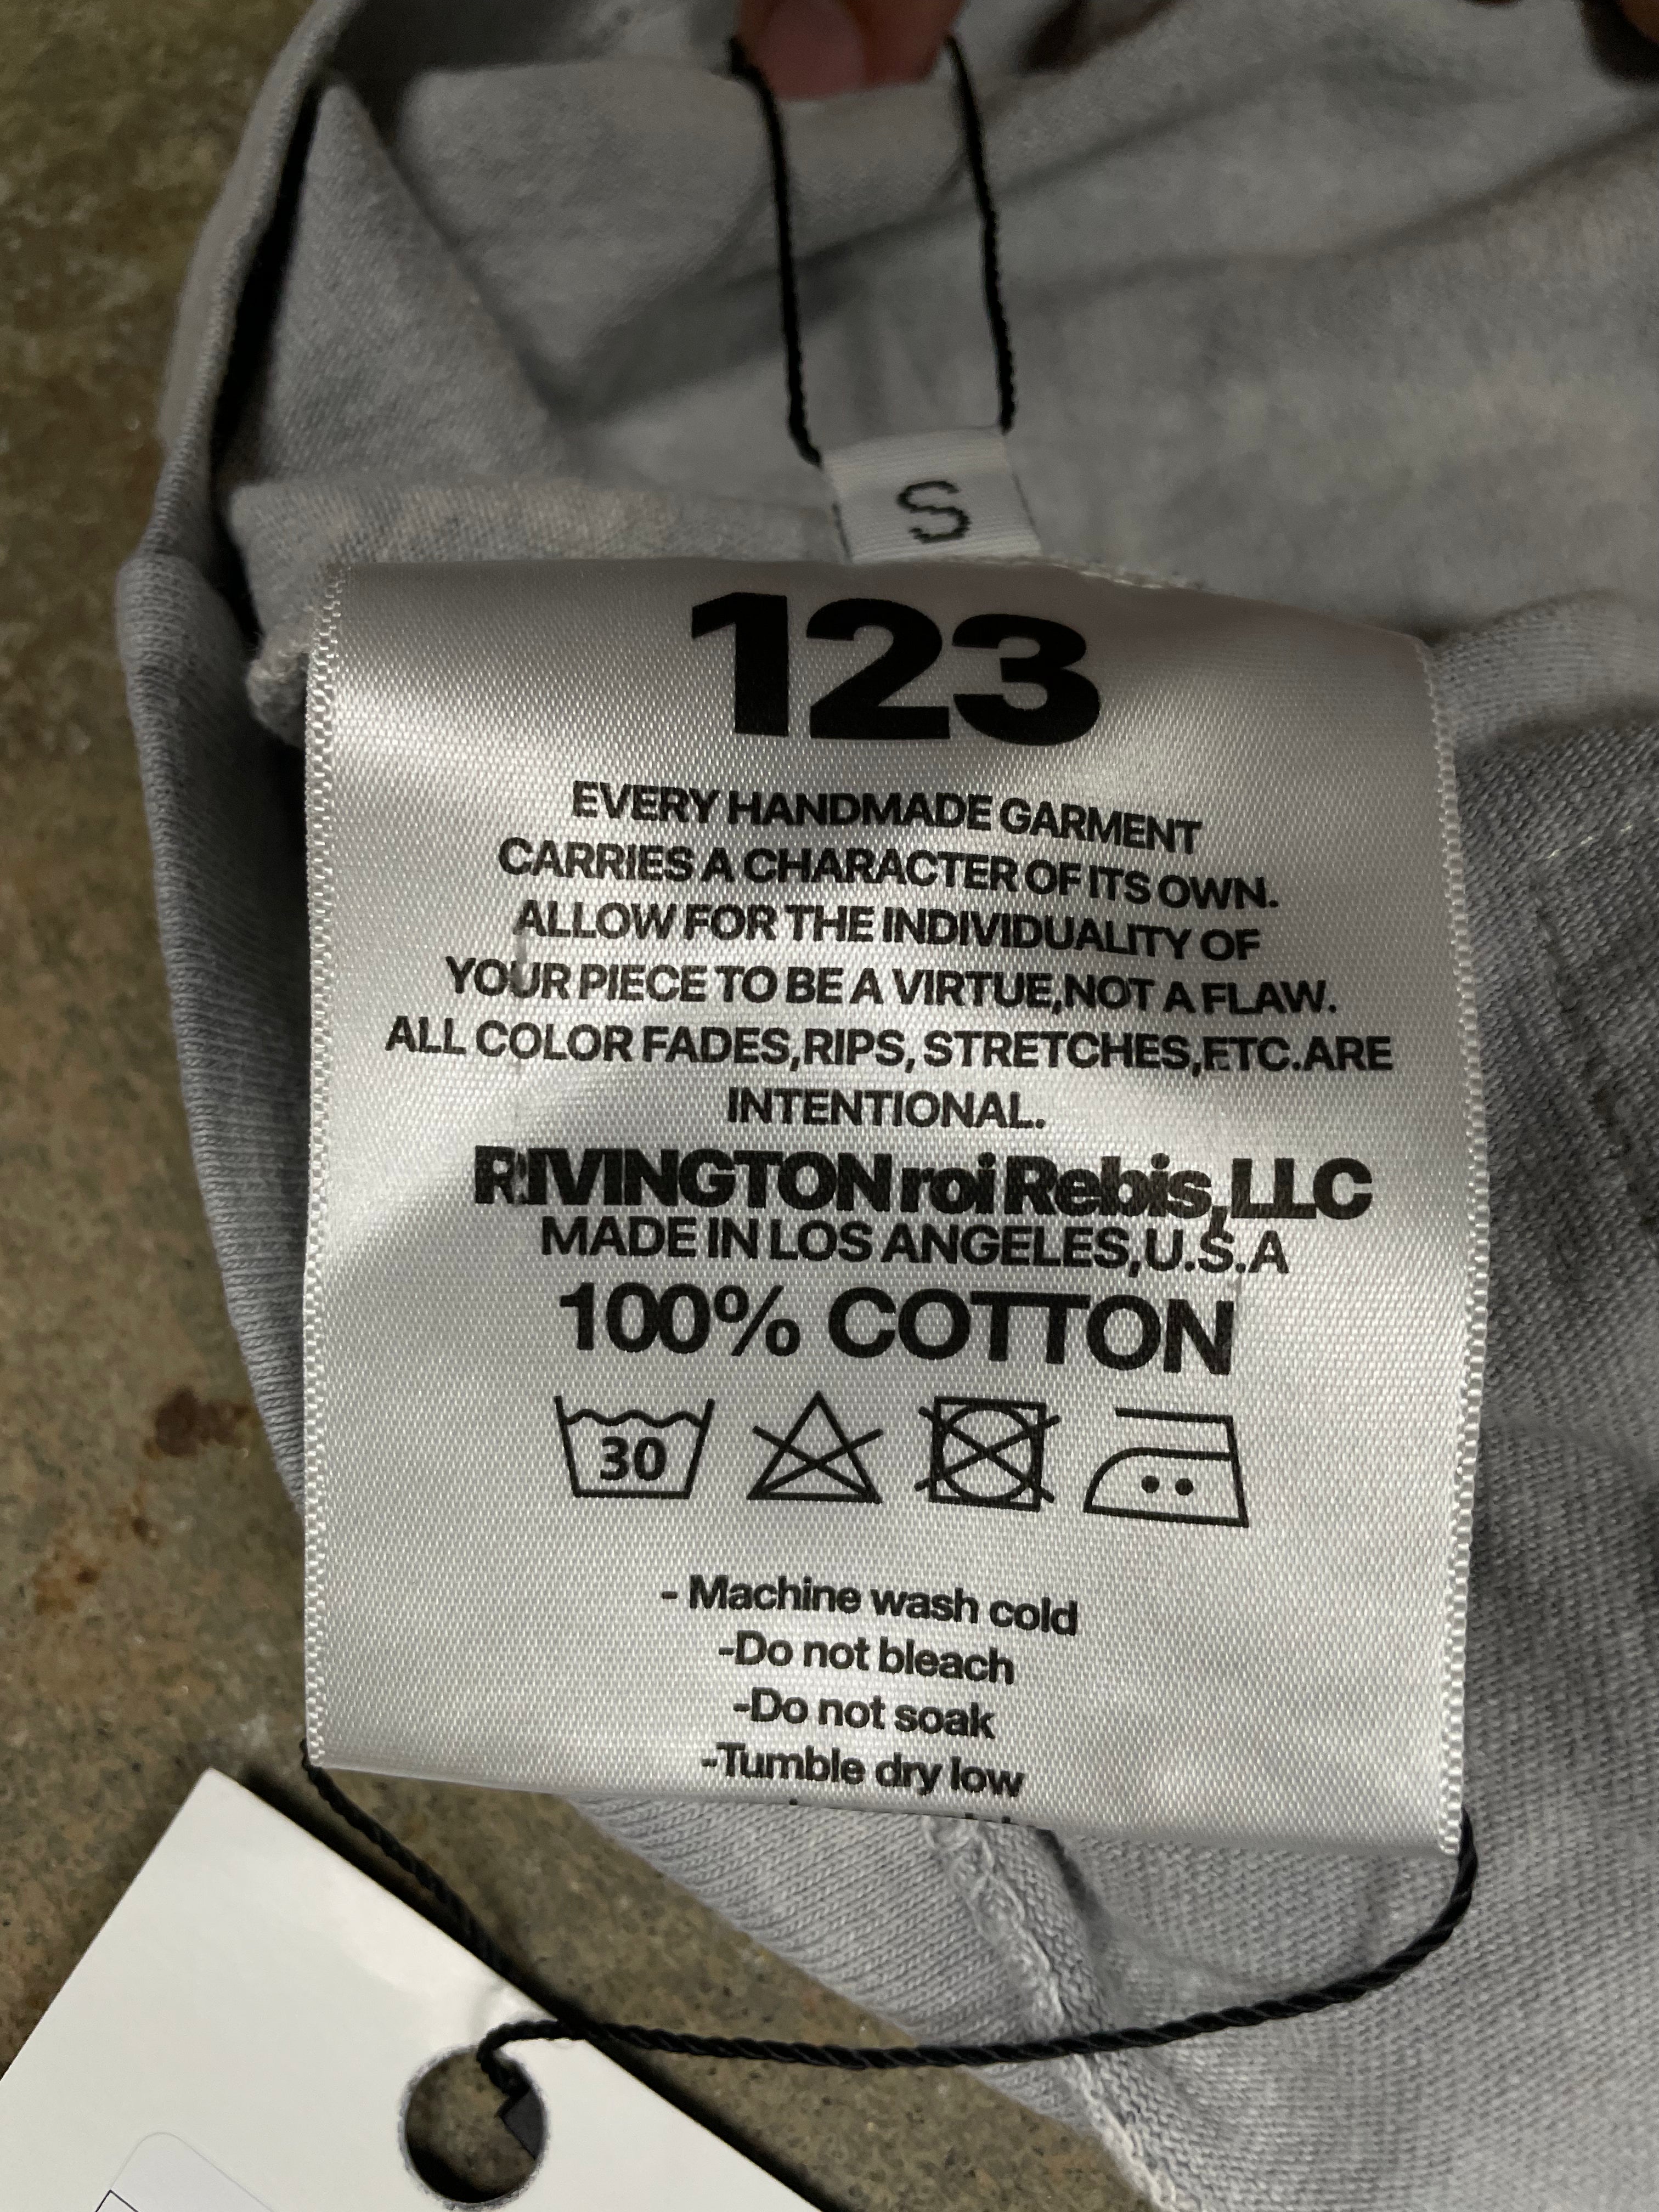 S
123
EVERY HANDMADE GARMENT
CARRIES A CHARACTER OF ITS OWN.
ALLOW FOR THE INDIVIDUALITY OF
YOUR PIECE TO BE A VIRTUE,NOT A FLAW.
ALL COLOR FADES,RIPS, STRETCHES,ETC.ARE
INTENTIONAL.
RIVINGTON roi Rebis,LLC
MADE IN LOS ANGELES,U.S.A
100% COTTON
30
- Machine wash cold
-Do not bleach
-Do not soak
-Tumble dry low